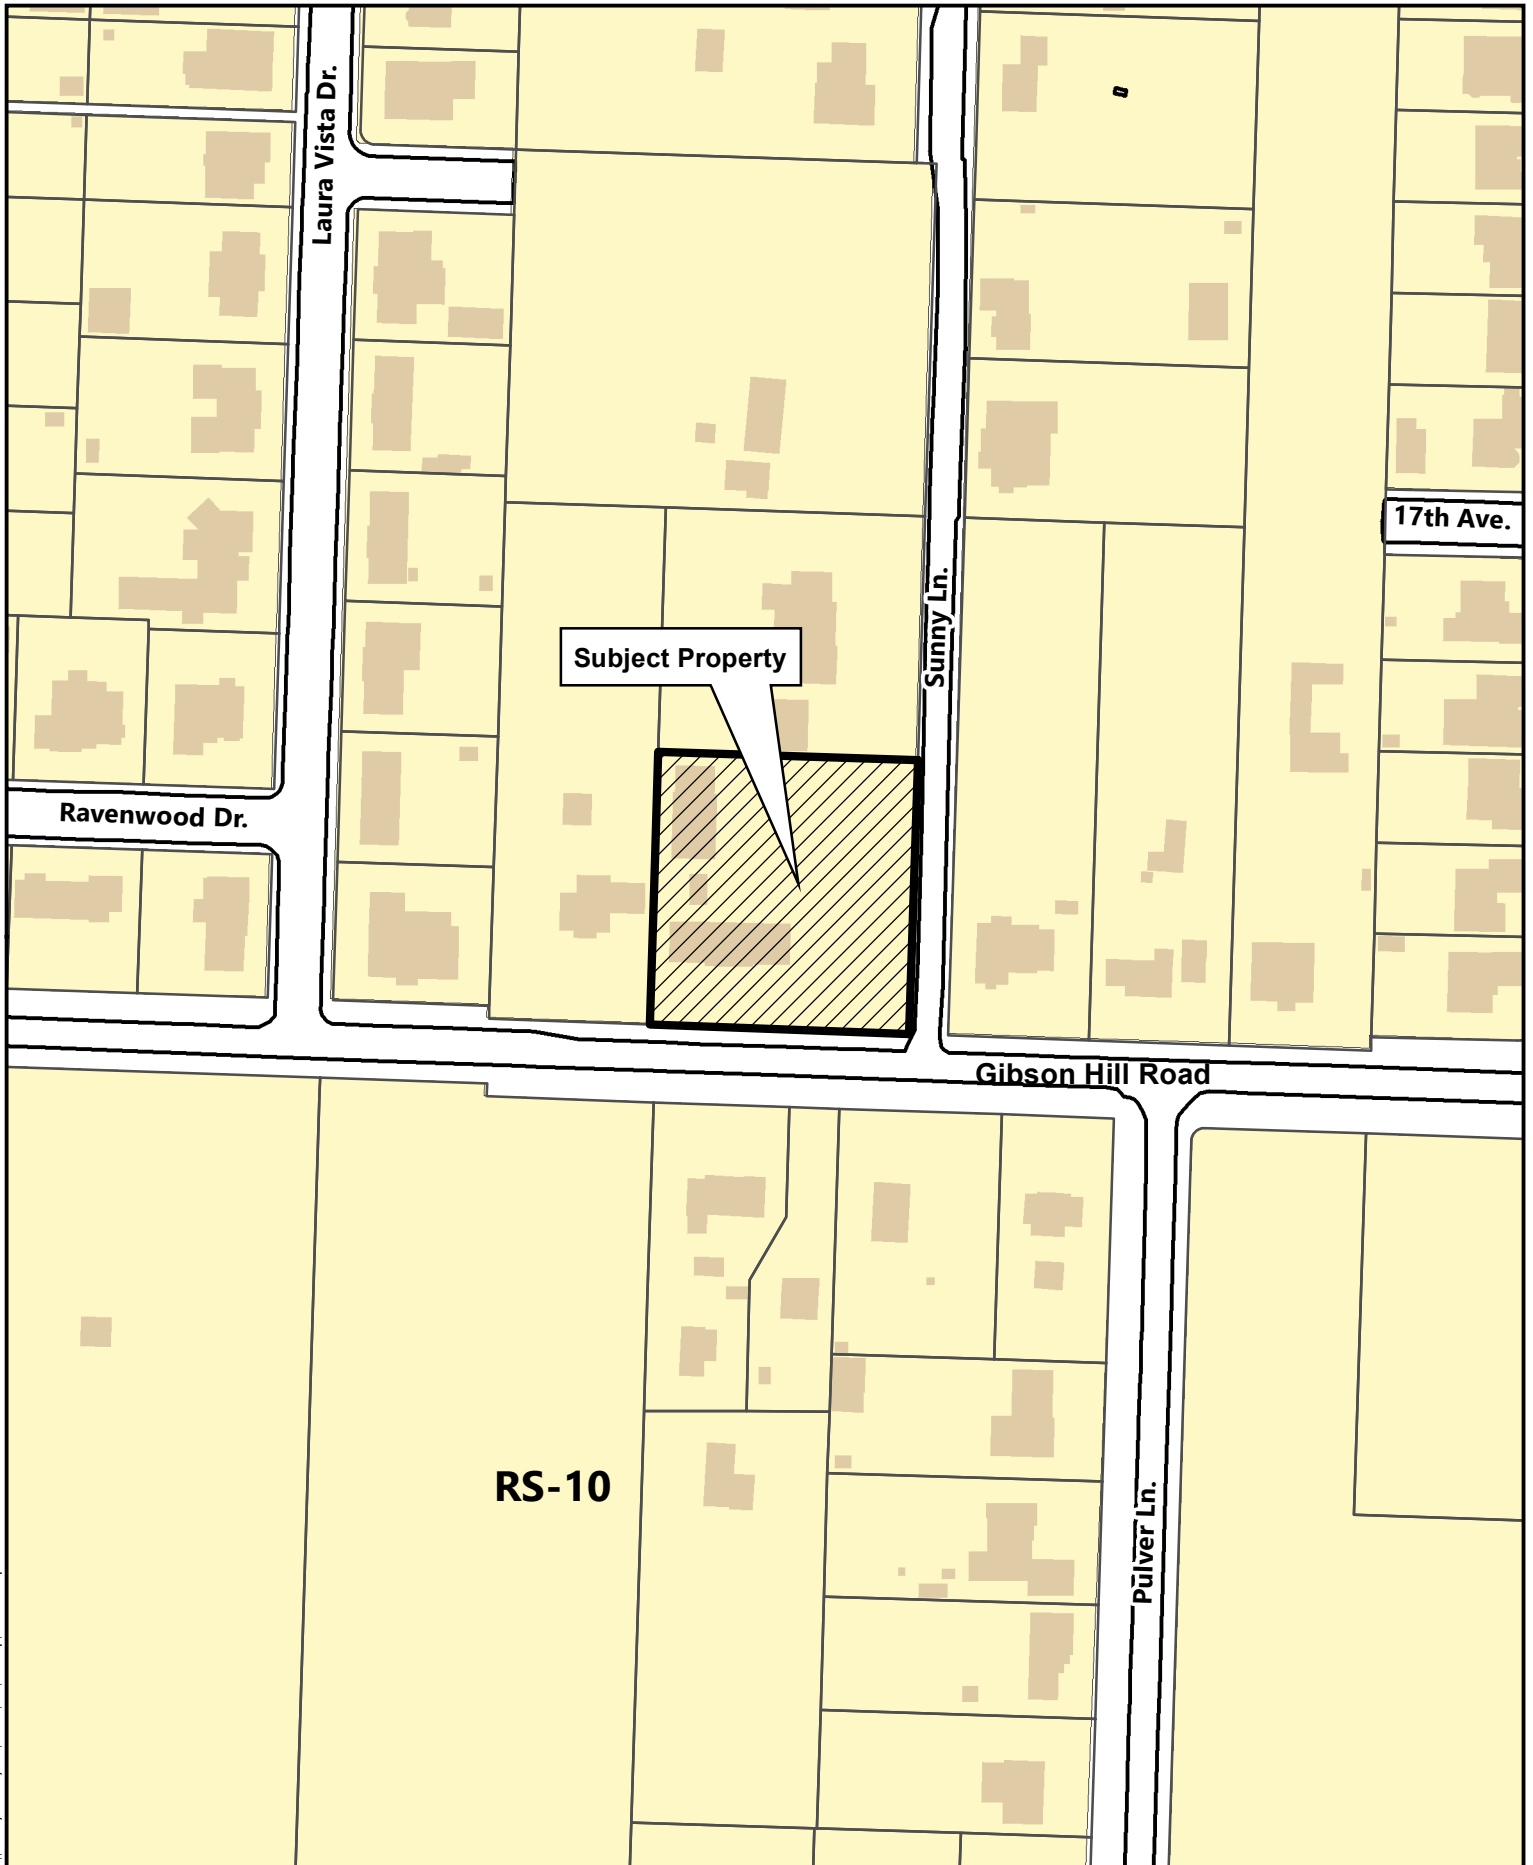 Laura Vista Dr.
17th Ave.
Sunny Ln.
Subject Property
Ravenwood Dr.
Gibson Hill Road
RS-10
Pulver Ln.